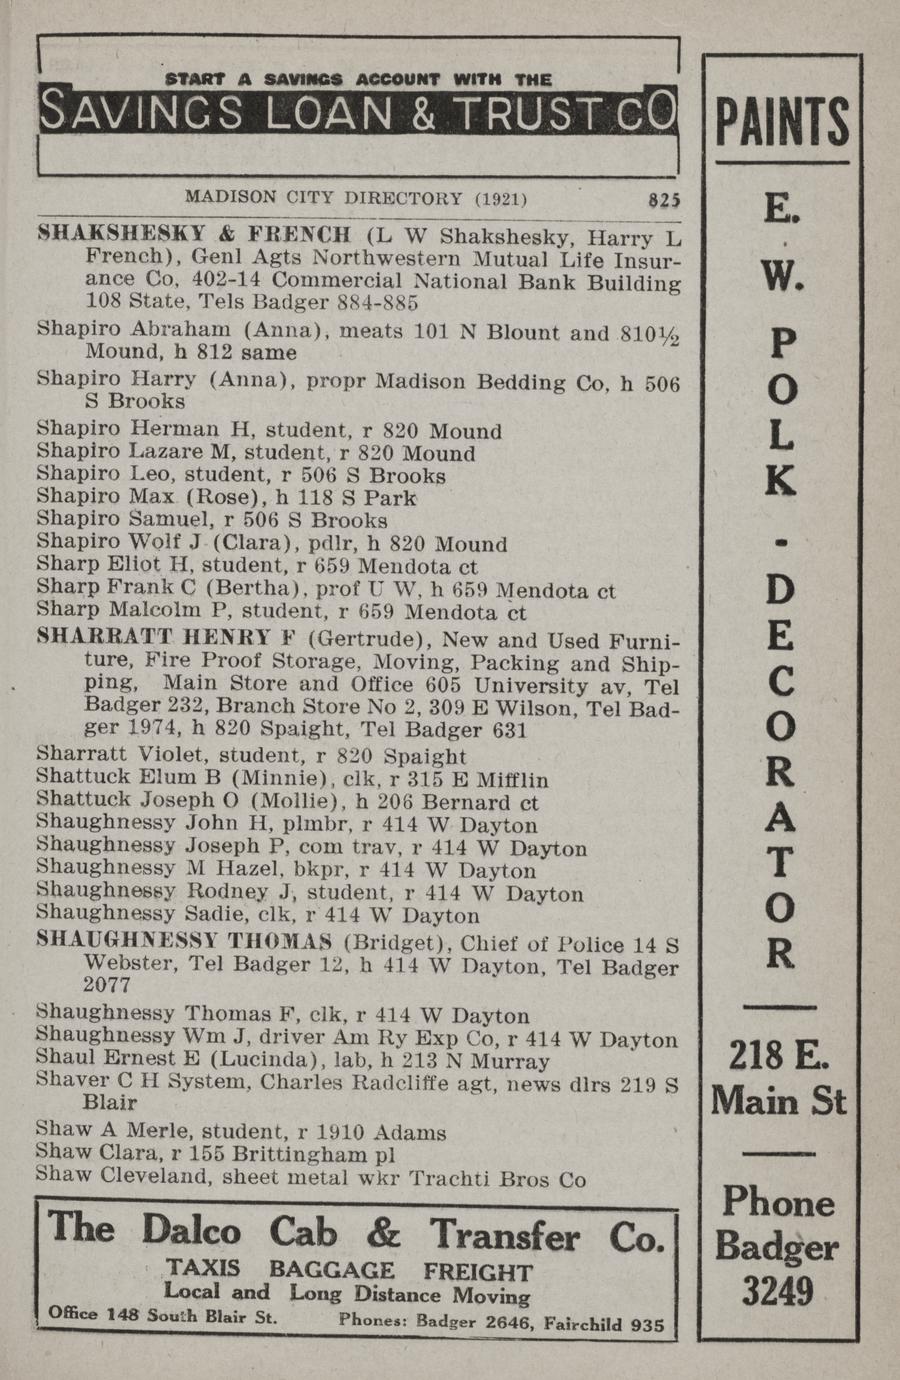 START A SAVINGS ACCOUNT WITH THE
SAVINGS LOAN & TRUST CO
MADISON CITY DIRECTORY (1921) 825
SHAKSHESKY & FRENCH (L W Shakshesky, Harry L
French), Genl Agts Northwestern Mutual Life Insur-
ance Co, 402-14 Commercial National Bank Building
108 State, Tels Badger 884-885
Shapiro Abraham (Anna), meats 101 N Blount and 810½
Mound, h 812 same
Shapiro Harry (Anna), propr Madison Bedding Co, h 506
S Brooks
Shapiro Herman H, student, r 820 Mound
Shapiro Lazare M, student, r 820 Mound
Shapiro Leo, student, r 506 S Brooks
Shapiro Max (Rose), h 118 S Park
Shapiro Samuel, r 506 S Brooks
Shapiro Wolf J (Clara), pdlr, h 820 Mound
Sharp Eliot H, student, r 659 Mendota ct
Sharp Frank C (Bertha), prof U W, h 659 Mendota ct
Sharp Malcolm P, student, r 659 Mendota ct
SHARRATT HENRY F (Gertrude), New and Used Furni-
ture, Fire Proof Storage, Moving, Packing and Ship-
ping, Main Store and Office 605 University av, Tel
Badger 232, Branch Store No 2, 309 E Wilson, Tel Bad-
ger 1974, h 820 Spaight, Tel Badger 631
Sharratt Violet, student, r 820 Spaight
Shattuck Elum B (Minnie), clk, r 315 E Mifflin
Shattuck Joseph O (Mollie), h 206 Bernard ct
Shaughnessy John H, plmbr, r 414 W Dayton
Shaughnessy Joseph P, com trav, r 414 W Dayton
Shaughnessy M Hazel, bkpr, r 414 W Dayton
Shaughnessy Rodney J, student, r 414 W Dayton
Shaughnessy Sadie, clk, r 414 W Dayton
SHAUGHNESSY THOMAS (Bridget), Chief of Police 14 S
Webster, Tel Badger 12, h 414 W Dayton, Tel Badger
2077
Shaughnessy Thomas F, clk, r 414 W Dayton
Shaughnessy Wm J, driver Am Ry Exp Co, r 414 W Dayton
Shaul Ernest E (Lucinda), lab, h 213 N Murray
Shaver C H System, Charles Radcliffe agt, news dlrs 219 S
Blair
Shaw A Merle, student, r 1910 Adams
Shaw Clara, r 155 Brittingham pl
Shaw Cleveland, sheet metal wkr Trachti Bros Co
The Dalco Cab & Transfer Co.
TAXIS BAGGAGE FREIGHT
Local and Long Distance Moving
Office 148 South Blair St. Phones: Badger 2646, Fairchild 935
PAINTS
E.
W.
P
O
L
K
-
D
E
C
O
R
A
T
O
R
218 E.
Main St
Phone
Badger
3249